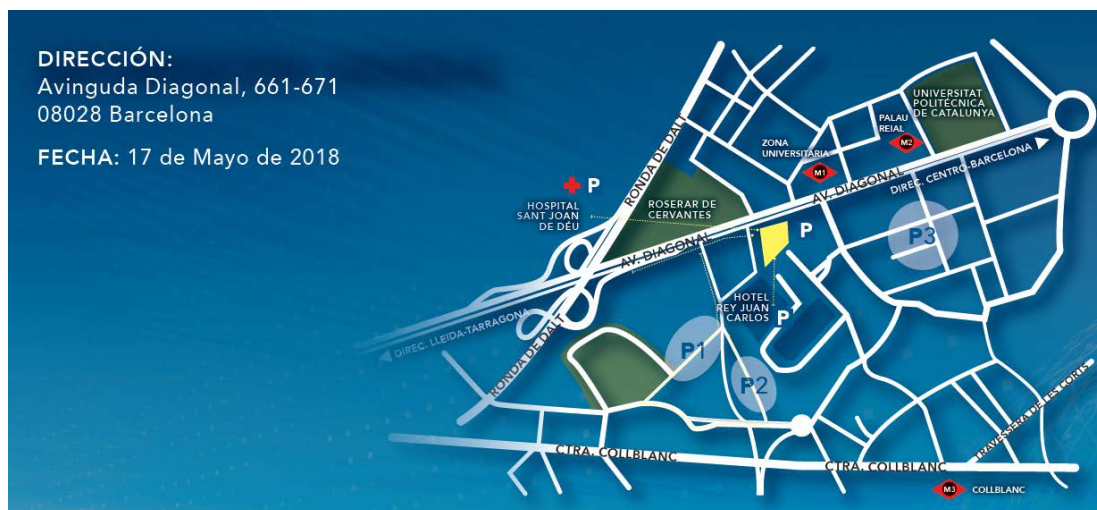 DIRECCIÓN:
Avinguda Diagonal, 661-671
08028 Barcelona
FECHA: 17 de Mayo de 2018
UNIVERSITAT
POLITÉCNICA
DE CATALUNYA
PALAU
REIAL
M2
ZONA
UNIVERSITÀRIA
M1
RONDA DE DALT
AV. DIAGONAL
DIREC. CENTRO-BARCELONA
P
HOSPITAL
SANT JOAN
DE DÉU
ROSERAR DE
CERVANTES
P
P3
AV. DIAGONAL
HOTEL
REY JUAN
CARLOS
P
DIREC. LLEIDA-TARRAGONA
RONDA DE DALT
P1
P2
TRAVESSERA DE LES CORTS
CTRA. COLLBLANC
CTRA. COLLBLANC
M3
COLLBLANC